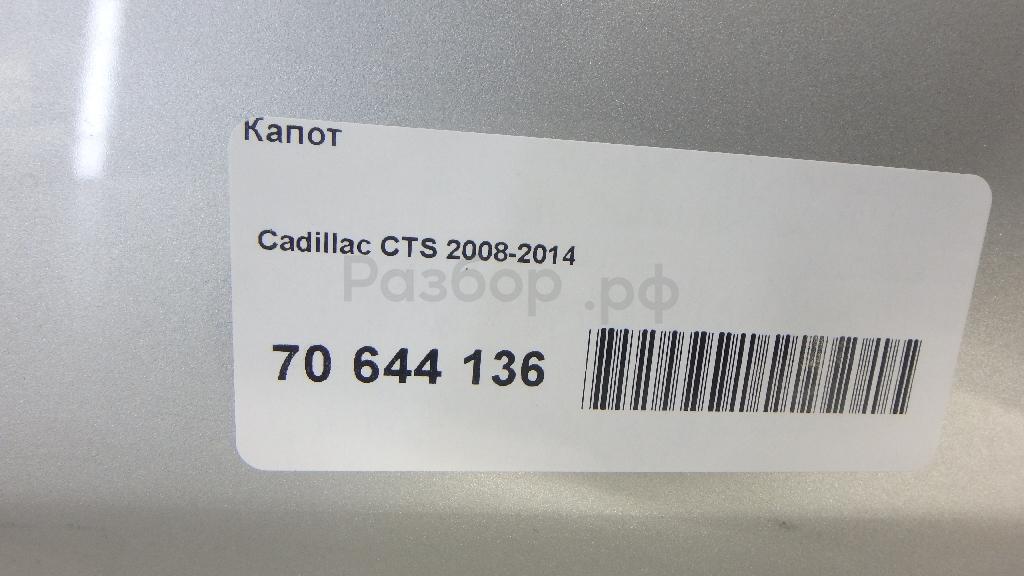 Капот
Cadillac CTS 2008-2014
Разбор.рф
70 644 136